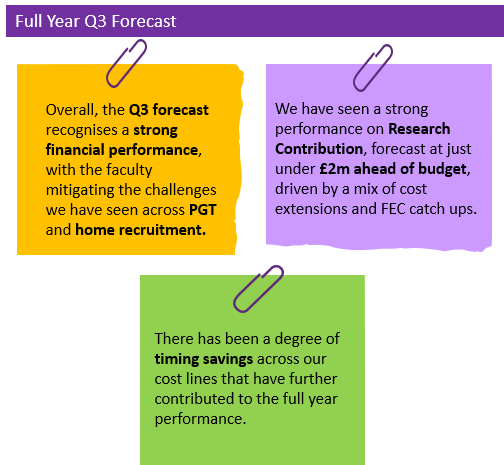 Full Year Q3 Forecast
Overall, the Q3 forecast
recognises a strong
financial performance,
with the faculty
mitigating the challenges
we have seen across PGT
and home recruitment.
We have seen a strong
performance on Research
Contribution, forecast at just
under £2m ahead of budget,
driven by a mix of cost
extensions and FEC catch ups.
There has been a degree of
timing savings across our
cost lines that have further
contributed to the full year
performance.